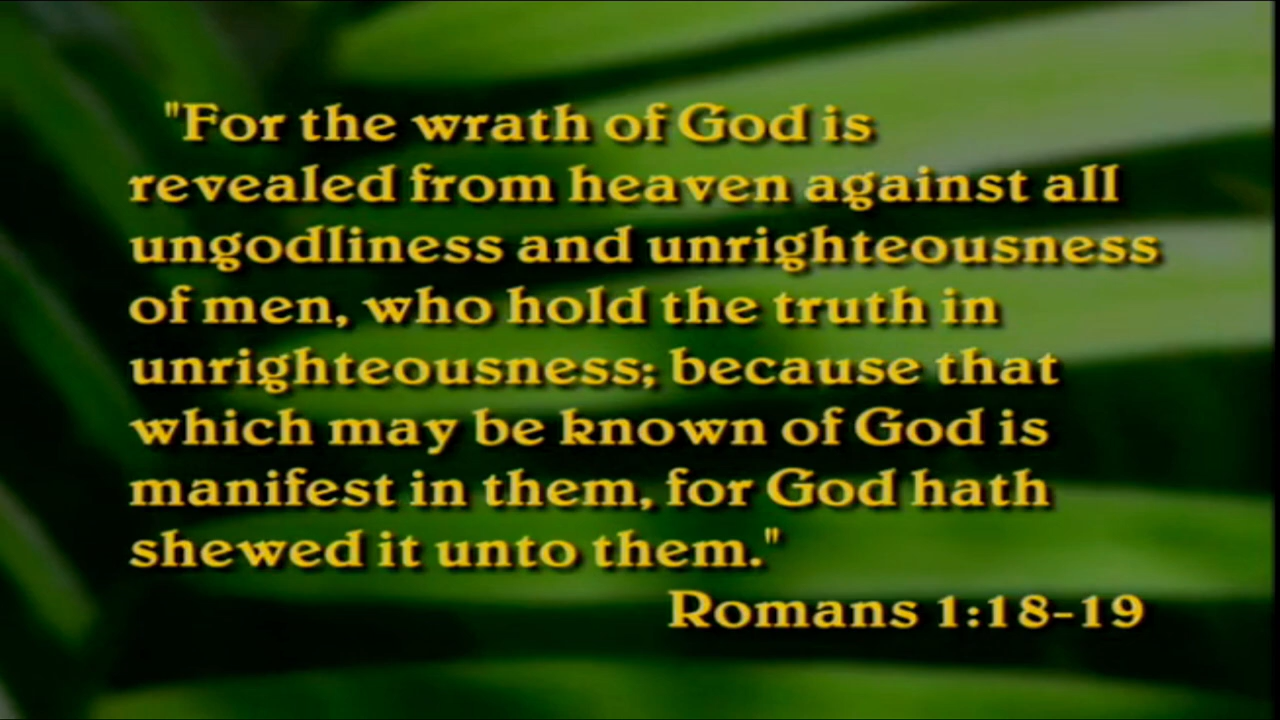 "For the wrath of God is
revealed from heaven against all
ungodliness and unrighteousness
of men, who hold the truth in
unrighteousness; because that
which may be known of God is
manifest in them, for God hath
shewed it unto them."
Romans 1:18-19